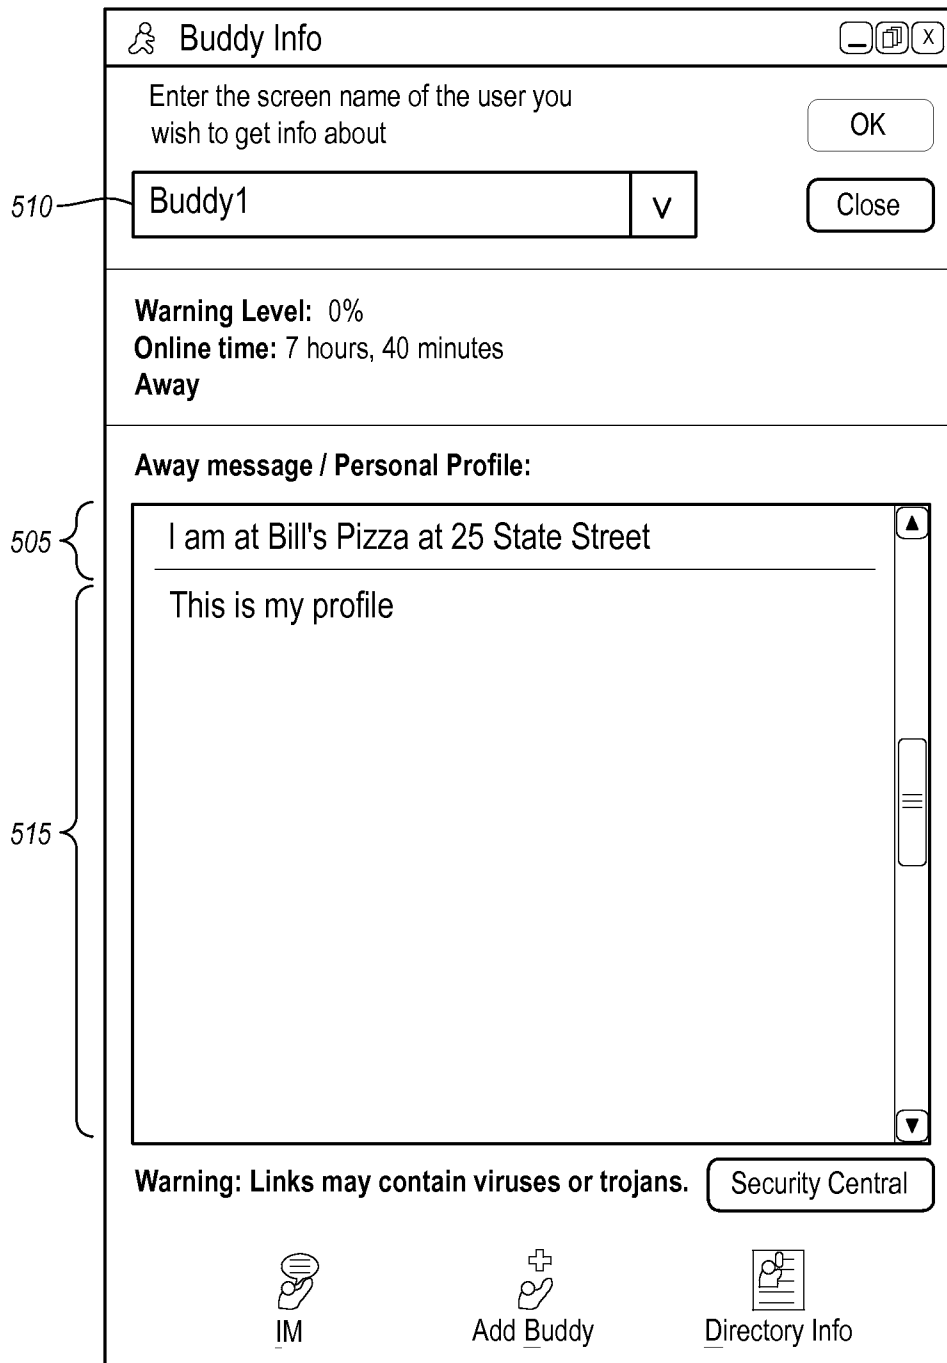 Buddy Info
X
Enter the screen name of the user you
wish to get info about
OK
510
Buddy1
V
Close
Warning Level: 0%
Online time: 7 hours, 40 minutes
Away
Away message / Personal Profile:
505
I am at Bill's Pizza at 25 State Street
This is my profile
515
Warning: Links may contain viruses or trojans.
Security Central
IM
Add Buddy
Directory Info